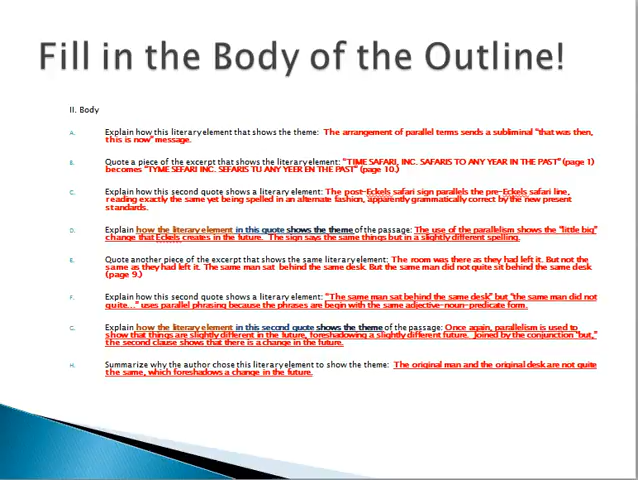 Fill in the Body of the Outline!
II. Body
A. Explain how this literary element that shows the theme: The arrangement of parallel terms sends a subliminal "that was then,
this is now" message.
B. Quote a piece of the excerpt that shows the literary element: "TIME SAFARI, INC. SAFARIS TO ANY YEAR IN THE PAST" (page 1)
becomes "TYME SEFARI INC. SEFARIS TU ANY YEER EN THE PAST" (page 10.)
C. Explain how this second quote shows a literary element: The post-Eckels safari sign parallels the pre-Eckels safari line,
reading exactly the same yet being spelled in an alternate fashion, apparently grammatically correct by the new present
standards.
D. Explain how the literary element in this quote shows the theme of the passage: The use of the parallelism shows the "little big"
change that Eckels creates in the future. The sign says the same things but in a slightly different spelling.
E. Quote another piece of the excerpt that shows the same literary element: The room was there as they had left it. But not the
same as they had left it. The same man sat behind the same desk. But the same man did not quite sit behind the same desk
(page 9.)
F. Explain how this second quote shows a literary element: "The same man sat behind the same desk" but "the same man did not
quite..." uses parallel phrasing because the phrases are begin with the same adjective-noun-predicate form.
G. Explain how the literary element in this second quote shows the theme of the passage: Once again, parallelism is used to
show that things are slightly different in the future, foreshadowing a slightly different future. Joined by the conjunction "but,"
the second clause shows that there is a change in the future.
H. Summarize why the author chose this literary element to show the theme: The original man and the original desk are not quite
the same, which foreshadows a change in the future.